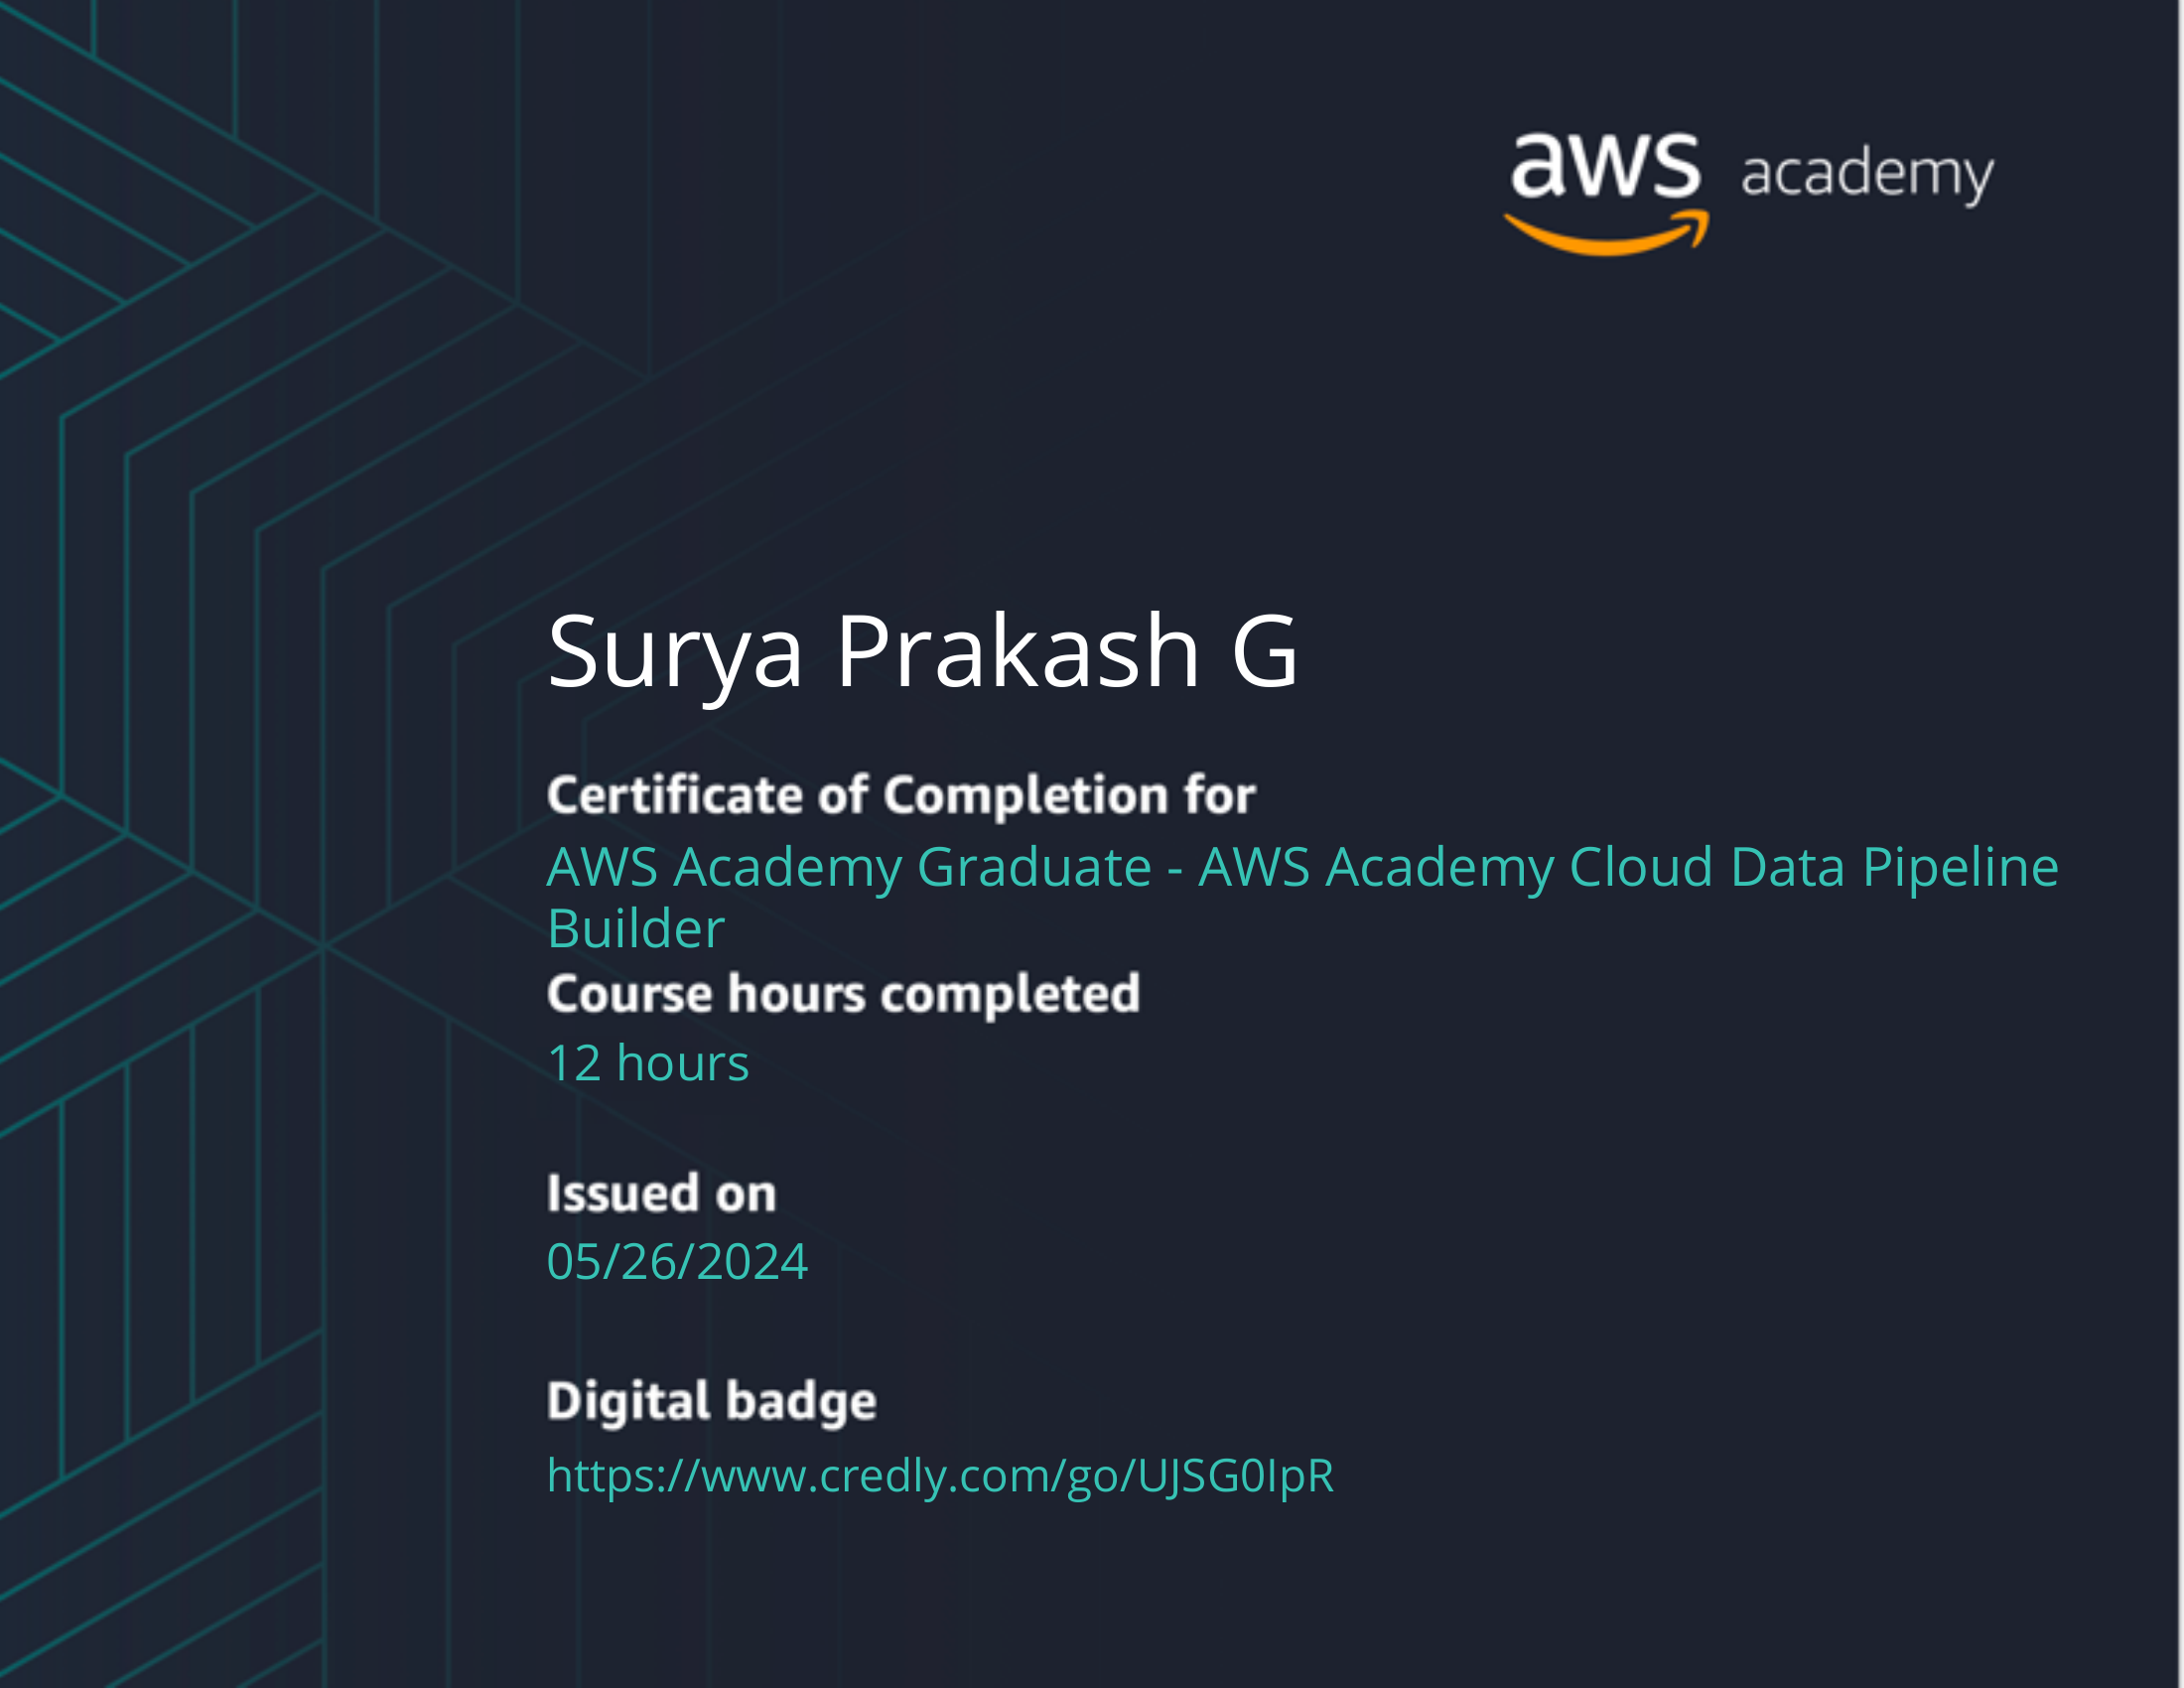 aws academy
Surya Prakash G
Certificate of Completion for
AWS Academy Graduate - AWS Academy Cloud Data Pipeline
Builder
Course hours completed
12 hours
Issued on
05/26/2024
Digital badge
https://www.credly.com/go/UJSG0IpR